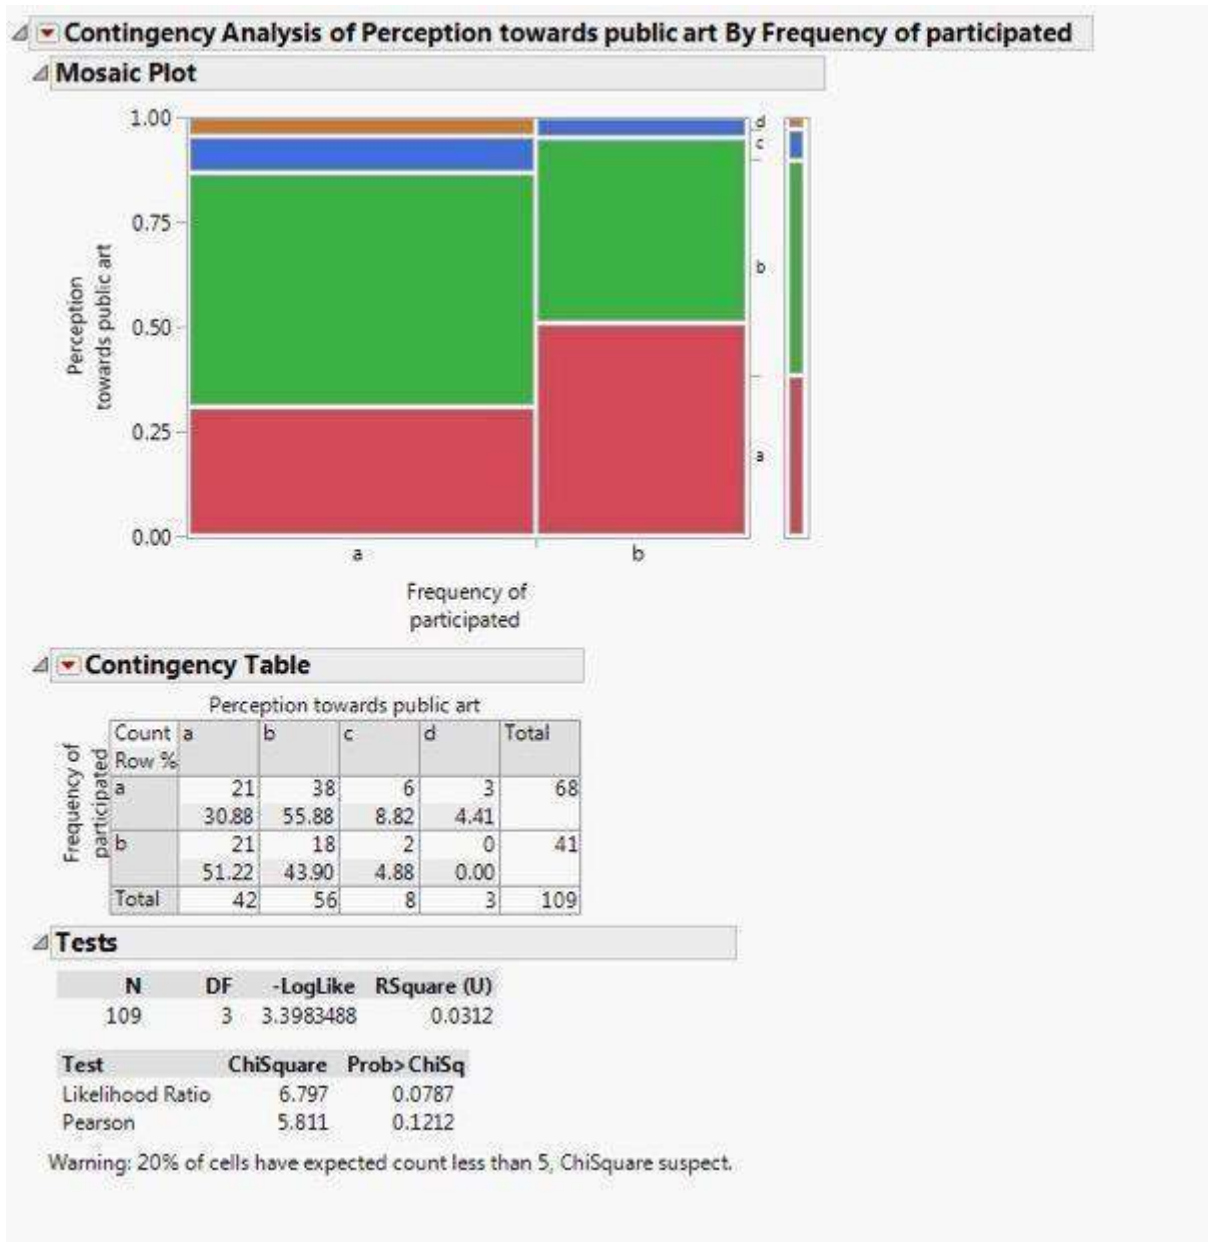 Contingency Analysis of Perception towards public art By Frequency of participated
Mosaic Plot
1.00
0.75
0.50
0.25
0.00
Perception
towards public art
d
c
b
a
a b
Frequency of
participated
Contingency Table
Perception towards public art
Frequency of
participated
Count a b c d Total
Row %
a 21 38 6 3 68
30.88 55.88 8.82 4.41
b 21 18 2 0 41
51.22 43.90 4.88 0.00
Total 42 56 8 3 109
Tests
N DF -LogLike RSquare (U)
109 3 3.3983488 0.0312
Test ChiSquare Prob>ChiSq
Likelihood Ratio 6.797 0.0787
Pearson 5.811 0.1212
Warning: 20% of cells have expected count less than 5, ChiSquare suspect.